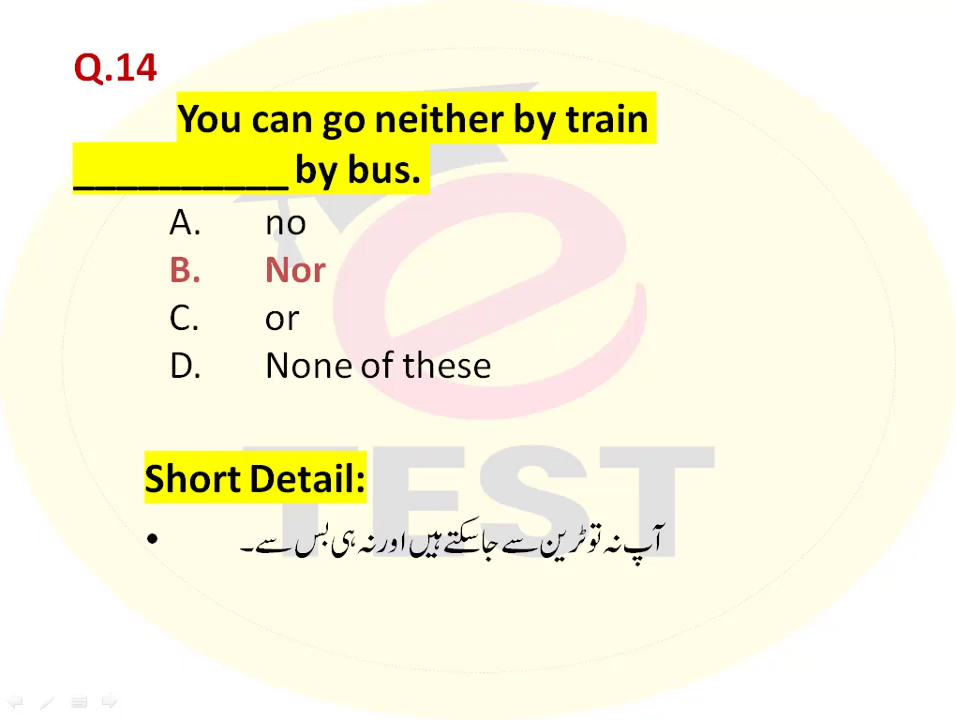 Q.14
You can go neither by train
__________ by bus.
A. no
B. Nor
C. or
D. None of these
Short Detail:
• آپ نہ تو ٹرین سے جاسکتے ہیں اور نہ ہی بس سے۔
e
TEST